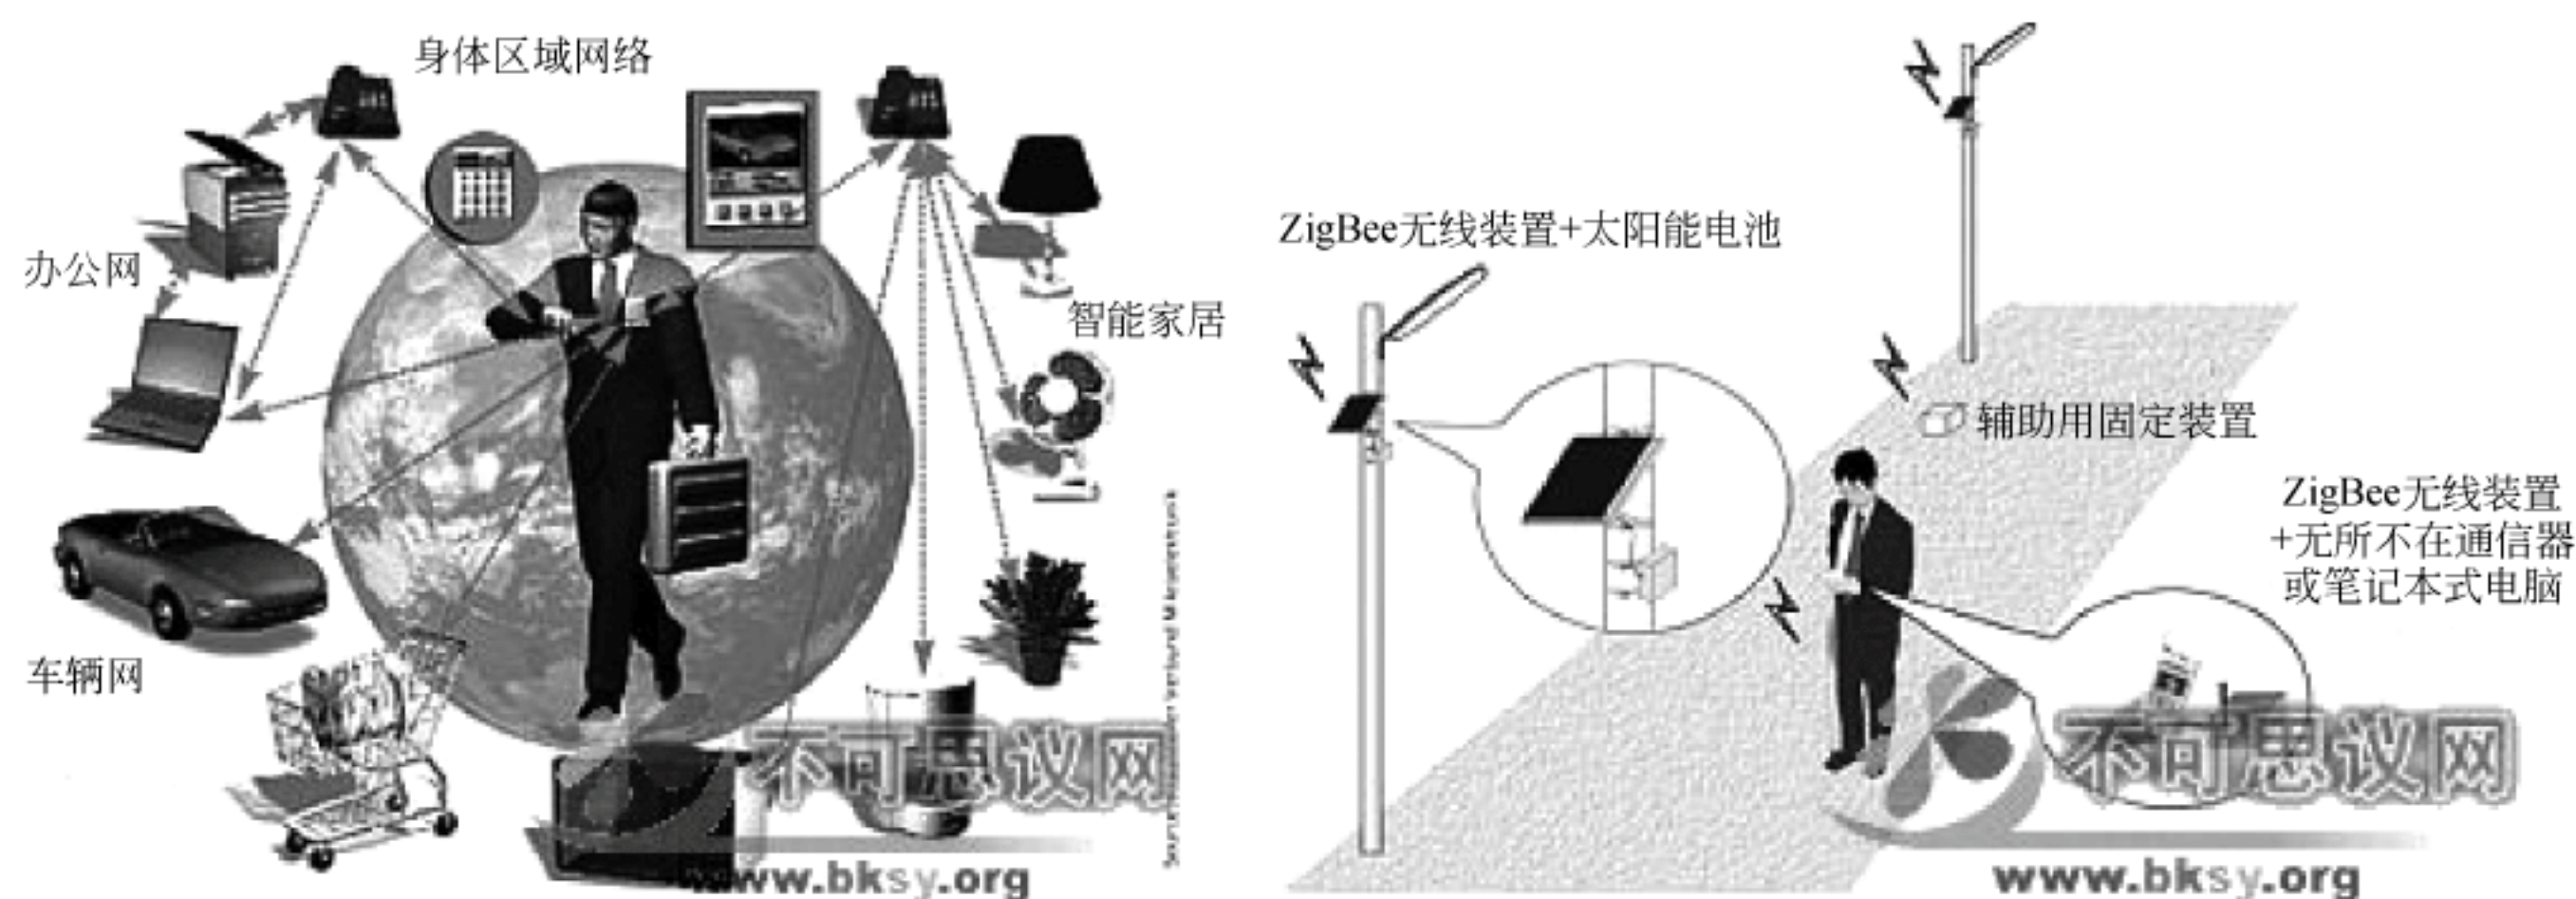 身体区域网络
办公网
智能家居
车辆网
不可思议网
www.bksy.org
ZigBee无线装置+太阳能电池
辅助用固定装置
ZigBee无线装置
+无所不在通信器
或笔记本式电脑
不可思议网
www.bksy.org